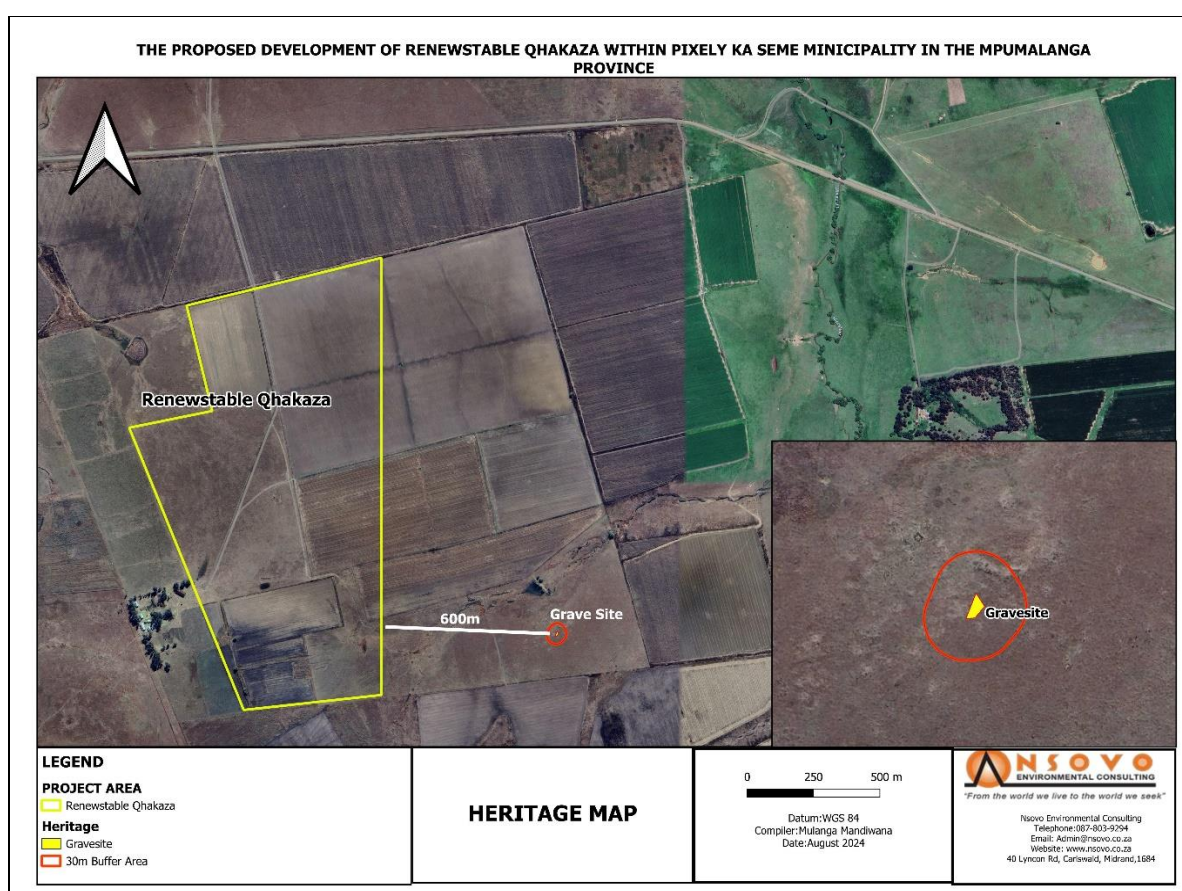 THE PROPOSED DEVELOPMENT OF RENEWSTABLE QHAKAZA WITHIN PIXELY KA SEME MINICIPALITY IN THE MPUMALANGA
PROVINCE
Renewstable Qhakaza
600m
Grave Site
Gravesite
LEGEND
PROJECT AREA
Renewstable Qhakaza
Heritage
Gravesite
30m Buffer Area
HERITAGE MAP
0 250 500 m
Datum:WGS 84
Compiler:Mulanga Mandiwana
Date:August 2024
NSOVO
ENVIRONMENTAL CONSULTING
"From the world we live to the world we seek"
Nsovo Environmental Consulting
Telephone:087-803-9294
Email: Admin@nsovo.co.za
Website: www.nsovo.co.za
40 Lyncon Rd, Carlswald, Midrand,1684